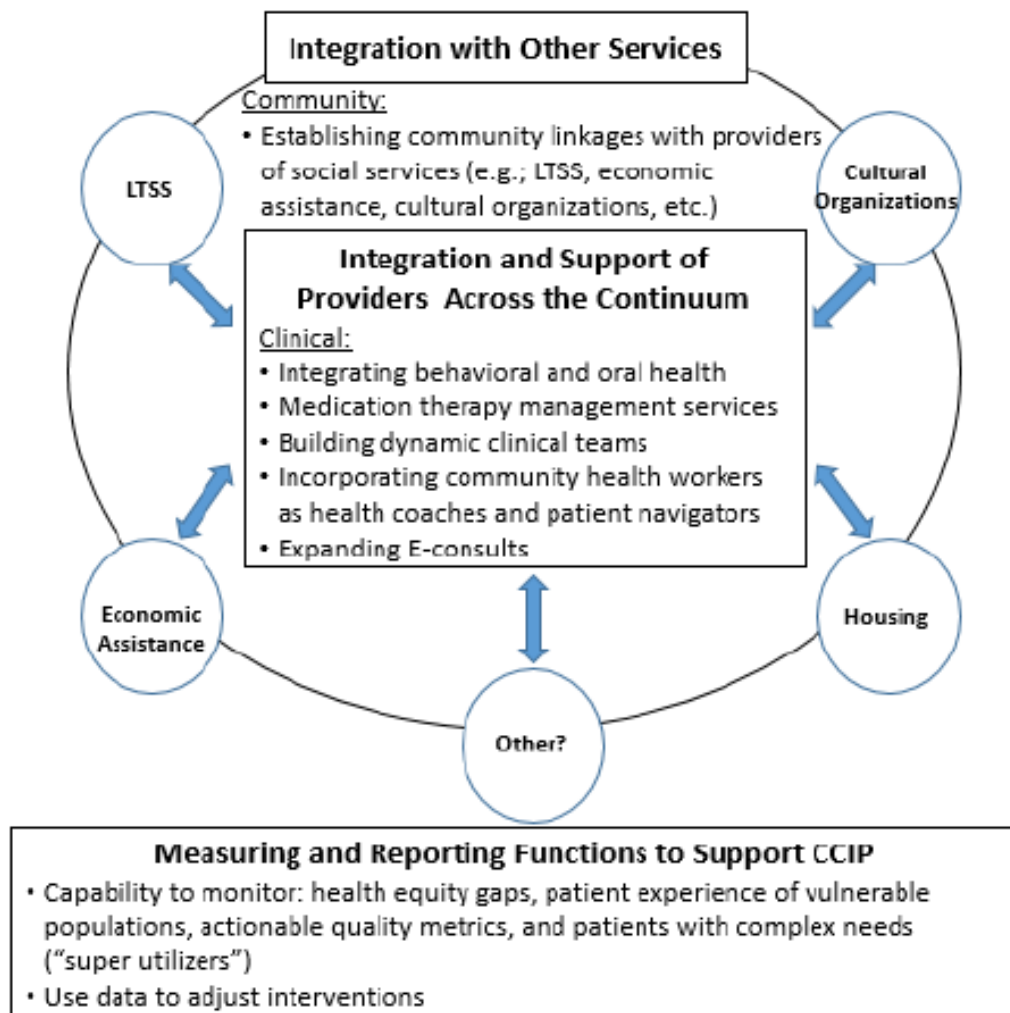 Integration with Other Services
Community:
• Establishing community linkages with providers
of social services (e.g.; LTSS, economic
assistance, cultural organizations, etc.)
LTSS
Cultural
Organizations
Integration and Support of
Providers Across the Continuum
Clinical:
• Integrating behavioral and oral health
• Medication therapy management services
• Building dynamic clinical teams
• Incorporating community health workers
as health coaches and patient navigators
• Expanding E-consults
Economic
Assistance
Housing
Other?
Measuring and Reporting Functions to Support CCIP
• Capability to monitor: health equity gaps, patient experience of vulnerable
populations, actionable quality metrics, and patients with complex needs
(“super utilizers”)
• Use data to adjust interventions